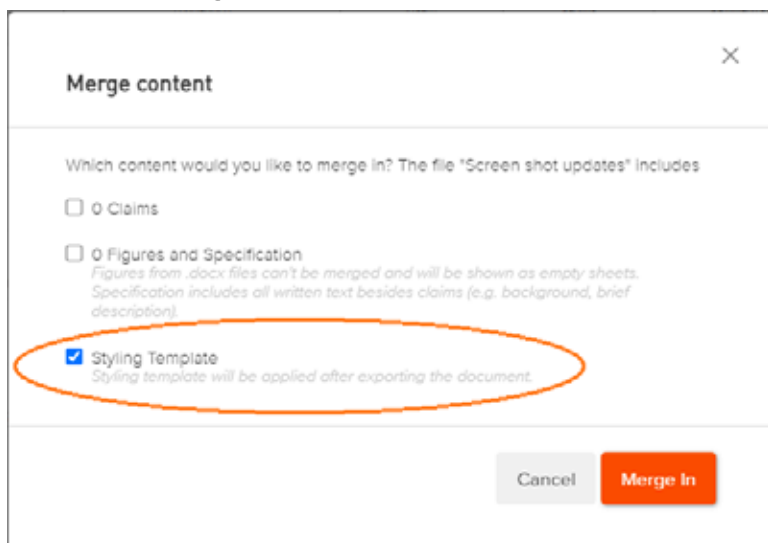 Merge content
Which content would you like to merge in? The file "Screen shot updates" includes
0 Claims
0 Figures and Specification
Figures from .docx files can't be merged and will be shown as empty sheets.
Specification includes all written text besides claims (e.g. background, brief
description).
Styling Template
Styling template will be applied after exporting the document.
Cancel
Merge In